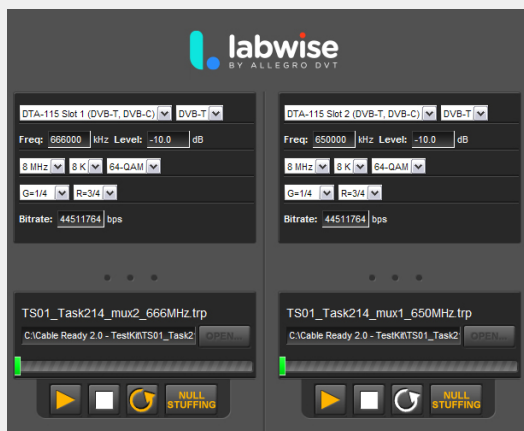 labwise
BY ALLEGRO DVT
DTA-115 Slot 1 (DVB-T, DVB-C) DVB-T
Freq: 666000 kHz Level: -10.0 dB
8 MHz 8 K 64-QAM
G=1/4 R=3/4
Bitrate: 44511764 bps
TS01_Task214_mux2_666MHz.trp
C:\Cable Ready 2.0 - TestKit\TS01_Task2 OPEN...
NULL
STUFFING
DTA-115 Slot 2 (DVB-T, DVB-C) DVB-T
Freq: 650000 kHz Level: -10.0 dB
8 MHz 8 K 64-QAM
G=1/4 R=3/4
Bitrate: 44511764 bps
TS01_Task214_mux1_650MHz.trp
C:\Cable Ready 2.0 - TestKit\TS01_Task2 OPEN...
NULL
STUFFING